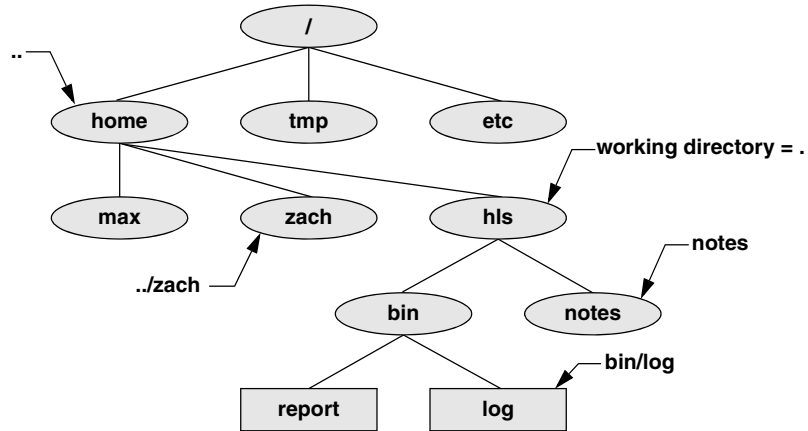 /
..
home
tmp
etc
working directory = .
max
zach
hls
../zach
notes
bin
notes
bin/log
report
log